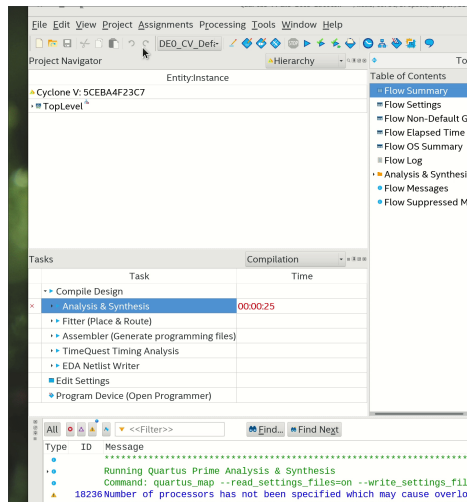 File Edit View Project Assignments Processing Tools Window Help
DE0_CV_Def
Project Navigator
Hierarchy
Entity:Instance
Cyclone V: 5CEBA4F23C7
TopLevel
Table of Contents
Flow Summary
Flow Settings
Flow Non-Default G
Flow Elapsed Time
Flow OS Summary
Flow Log
Analysis & Synthesi
Flow Messages
Flow Suppressed M
Tasks
Compilation
Task Time
Compile Design
Analysis & Synthesis 00:00:25
Fitter (Place & Route)
Assembler (Generate programming files)
TimeQuest Timing Analysis
EDA Netlist Writer
Edit Settings
Program Device (Open Programmer)
All <<Filter>> Find... Find Next
Type ID Message
Running Quartus Prime Analysis & Synthesis
Command: quartus_map --read_settings_files=on --write_settings_fil
18236 Number of processors has not been specified which may cause overlo